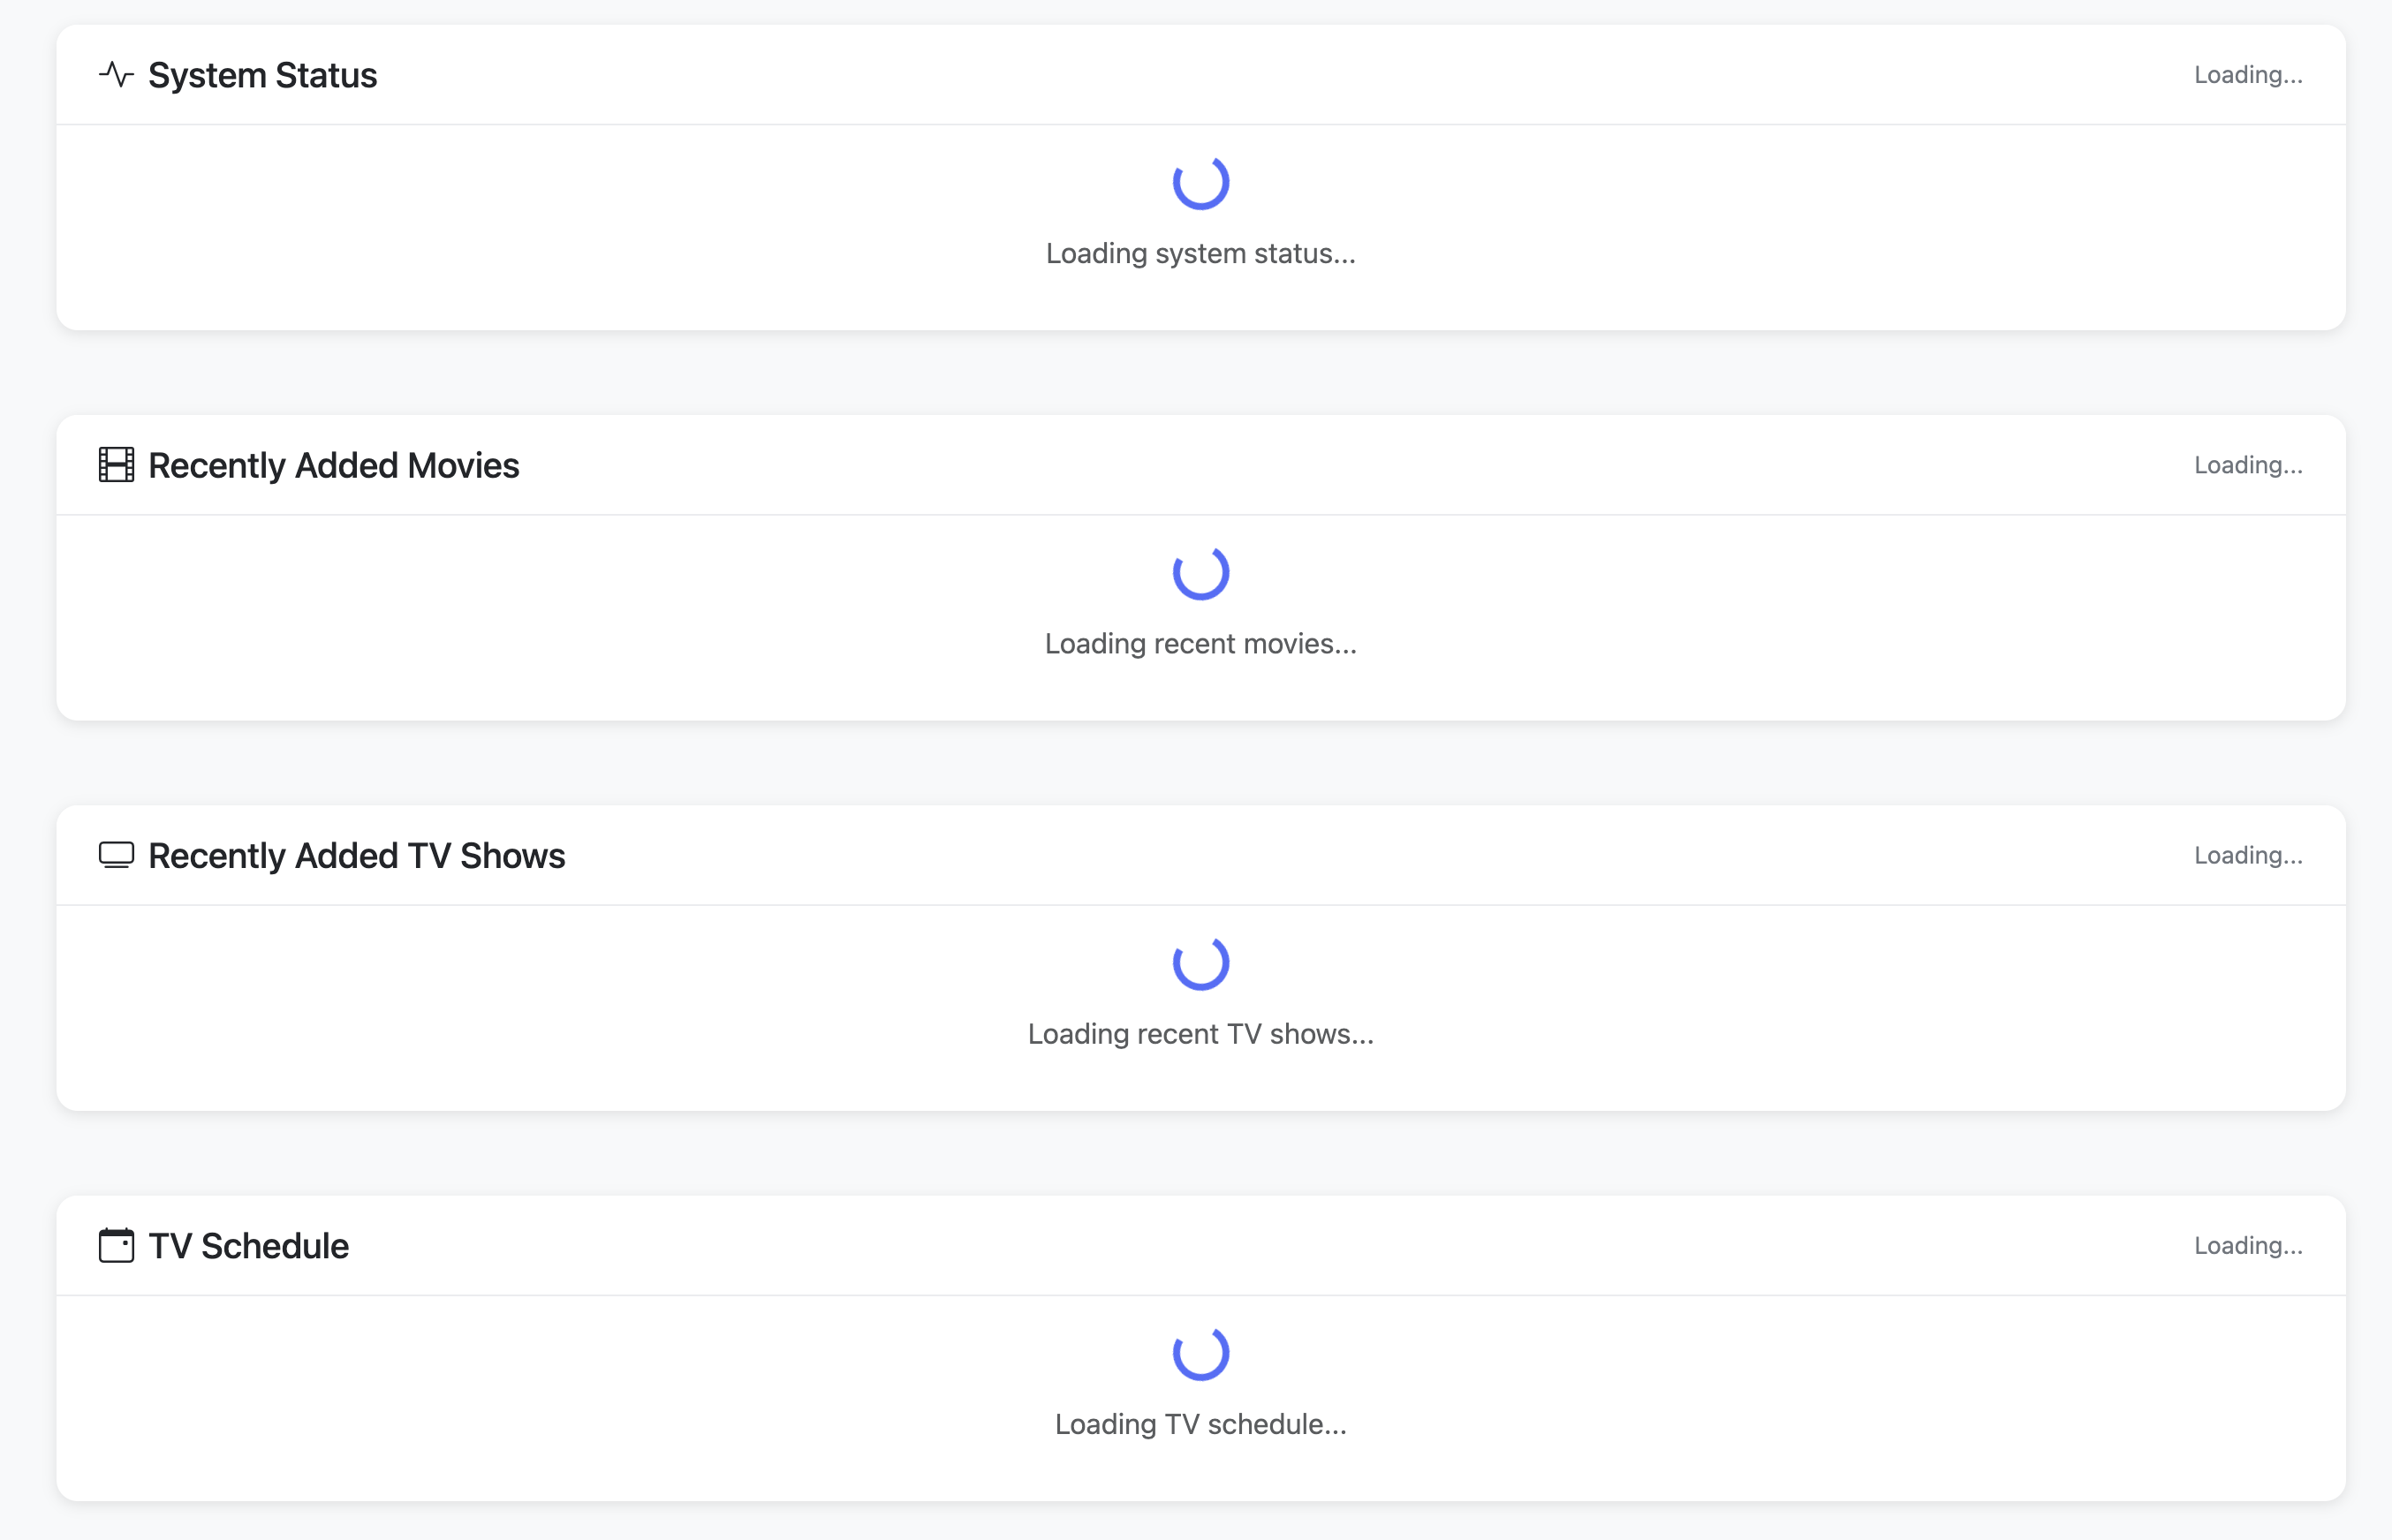 System Status
Loading...
Loading system status...
Recently Added Movies
Loading...
Loading recent movies...
Recently Added TV Shows
Loading...
Loading recent TV shows...
TV Schedule
Loading...
Loading TV schedule...